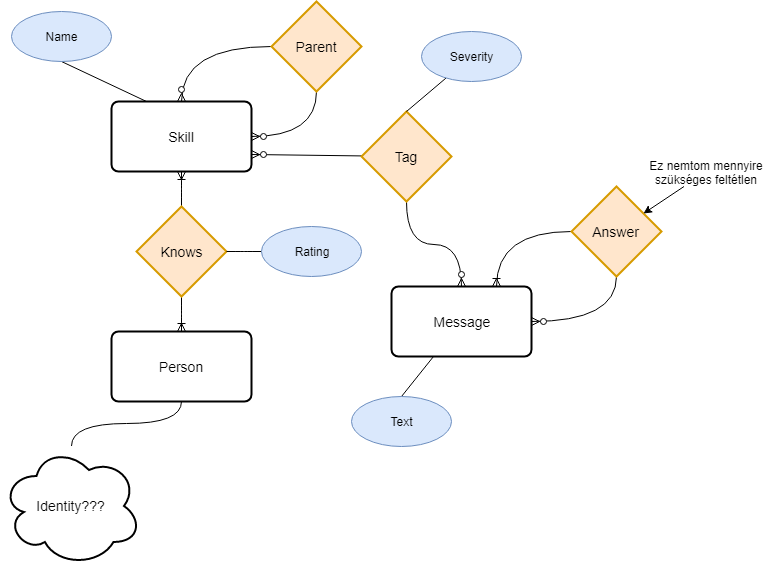 Name
Parent
Severity
Skill
Tag
Ez nemtom mennyire
szükséges feltétlen
Answer
Knows
Rating
Message
Person
Text
Identity???